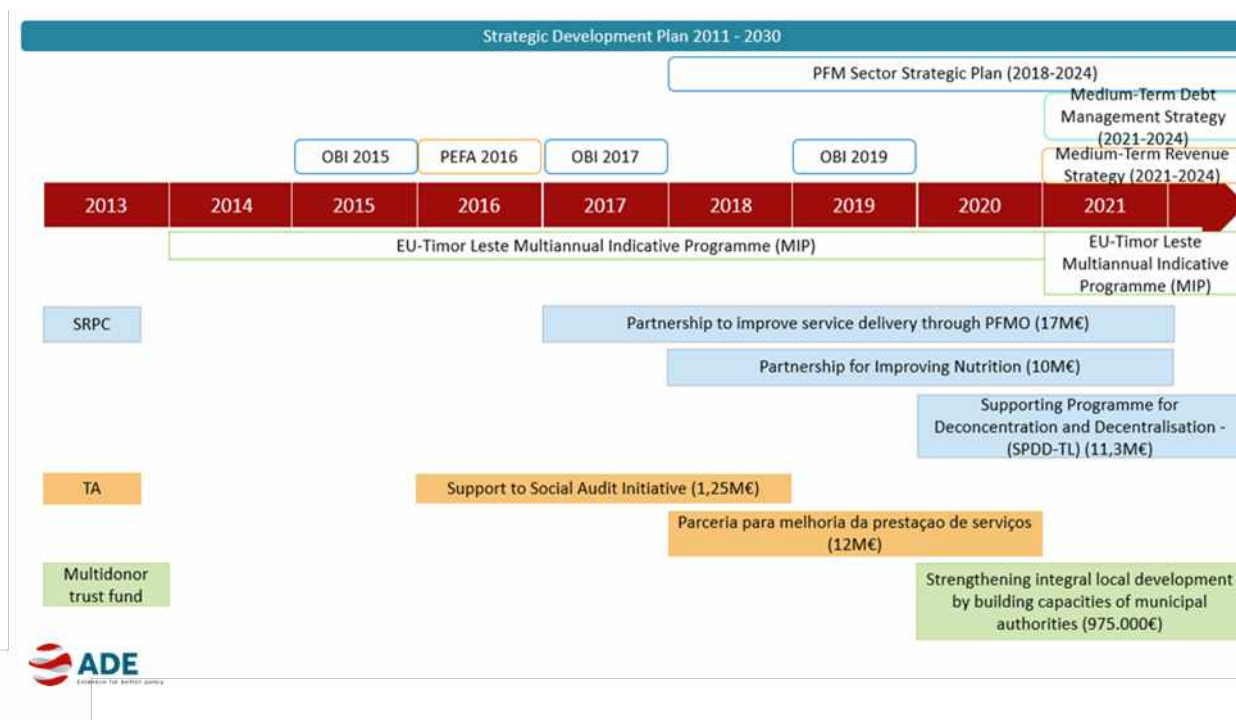 Strategic Development Plan 2011 - 2030
PFM Sector Strategic Plan (2018-2024)
Medium-Term Debt
Management Strategy
(2021-2024)
OBI 2015
PEFA 2016
OBI 2017
OBI 2019
Medium-Term Revenue
Strategy (2021-2024)
2013
2014
2015
2016
2017
2018
2019
2020
2021
EU-Timor Leste Multiannual Indicative Programme (MIP)
EU-Timor Leste
Multiannual Indicative
Programme (MIP)
SRPC
Partnership to improve service delivery through PFMO (17M€)
Partnership for Improving Nutrition (10M€)
Supporting Programme for
Deconcentration and Decentralisation -
(SPDD-TL) (11,3M€)
TA
Support to Social Audit Initiative (1,25M€)
Parceria para melhoria da prestaçao de serviços
(12M€)
Multidonor
trust fund
Strengthening integral local development
by building capacities of municipal
authorities (975.000€)
ADE